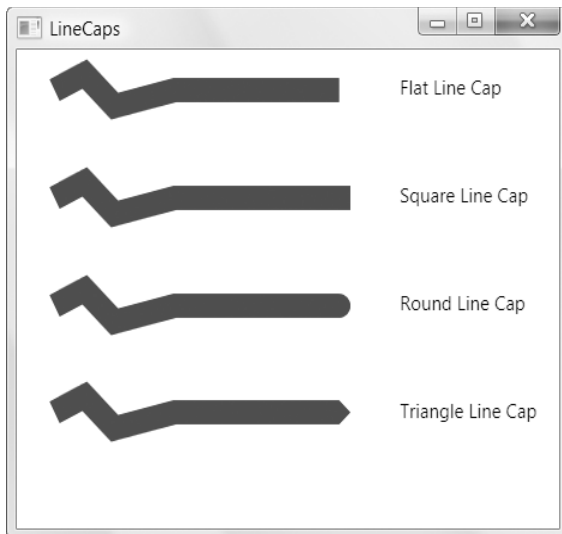 LineCaps
Flat Line Cap
Square Line Cap
Round Line Cap
Triangle Line Cap